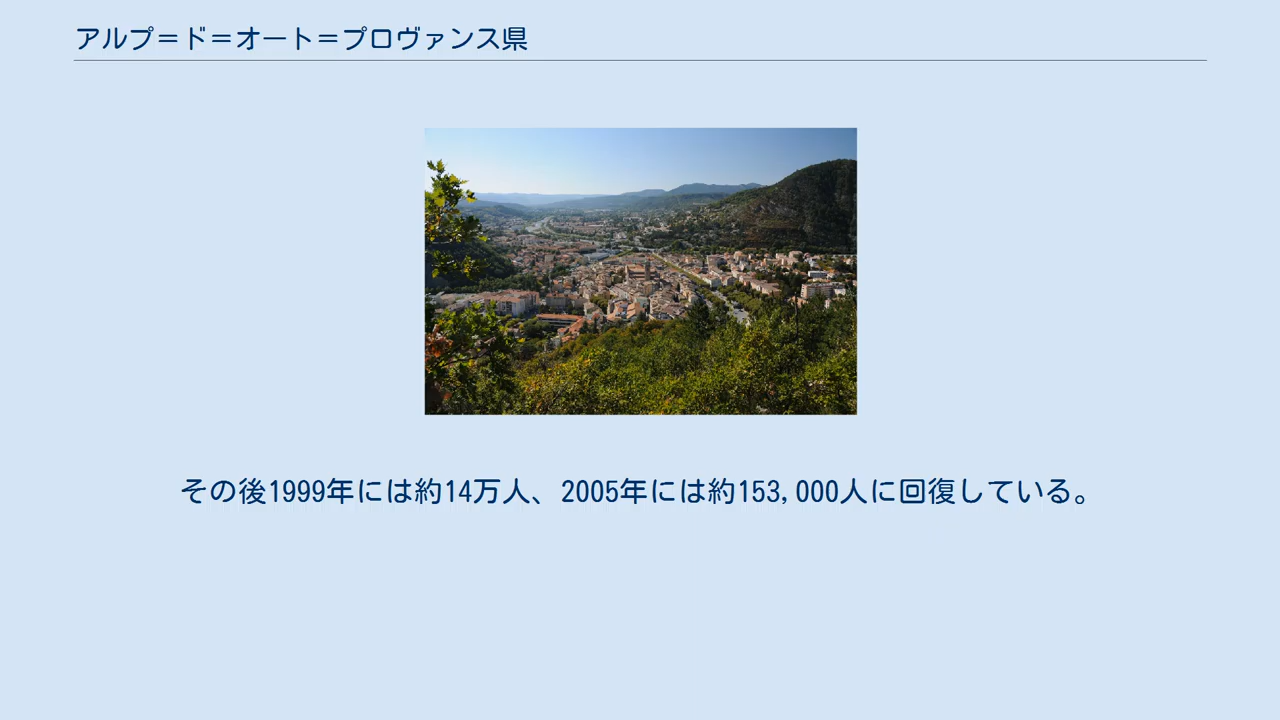 アルプ＝ド＝オート＝プロヴァンス県
その後1999年には約14万人、2005年には約153,000人に回復している。